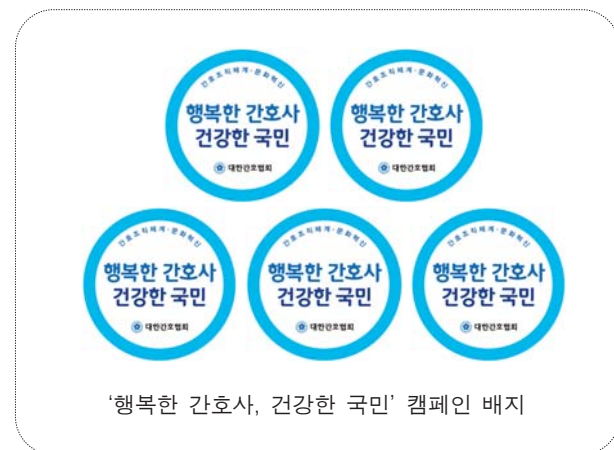 간호조직체계·문화혁신
행복한 간호사
건강한 국민
대한간호협회
간호조직체계·문화혁신
행복한 간호사
건강한 국민
대한간호협회
간호조직체계·문화혁신
행복한 간호사
건강한 국민
대한간호협회
간호조직체계·문화혁신
행복한 간호사
건강한 국민
대한간호협회
간호조직체계·문화혁신
행복한 간호사
건강한 국민
대한간호협회
‘행복한 간호사, 건강한 국민’ 캠페인 배지